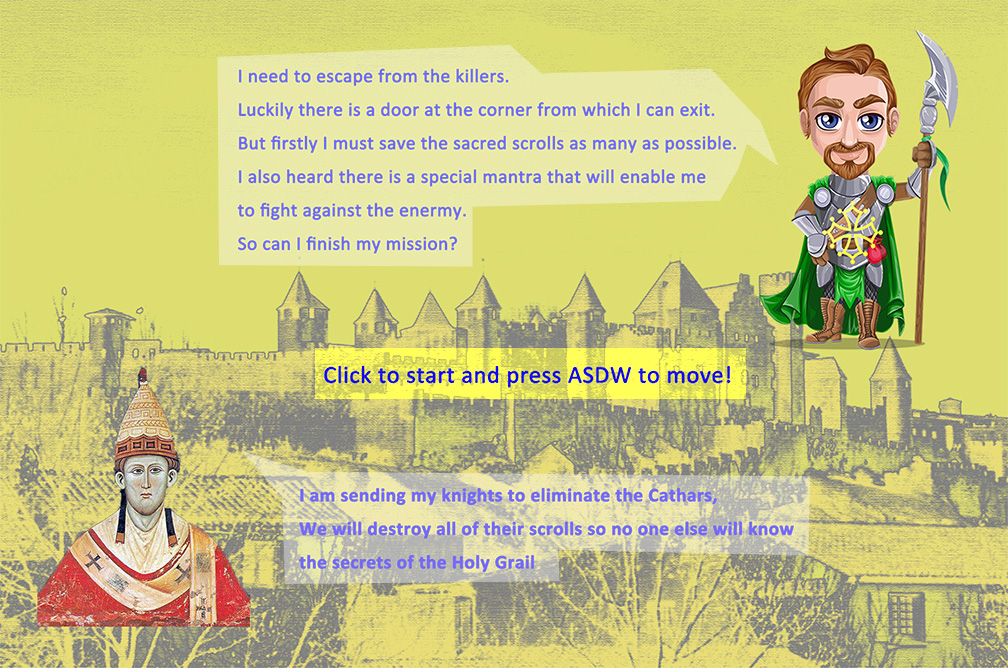 I need to escape from the killers.
Luckily there is a door at the corner from which I can exit.
But firstly I must save the sacred scrolls as many as possible.
I also heard there is a special mantra that will enable me
to fight against the enermy.
So can I finish my mission?
Click to start and press ASDW to move!
I am sending my knights to eliminate the Cathars,
We will destroy all of their scrolls so no one else will know
the secrets of the Holy Grail